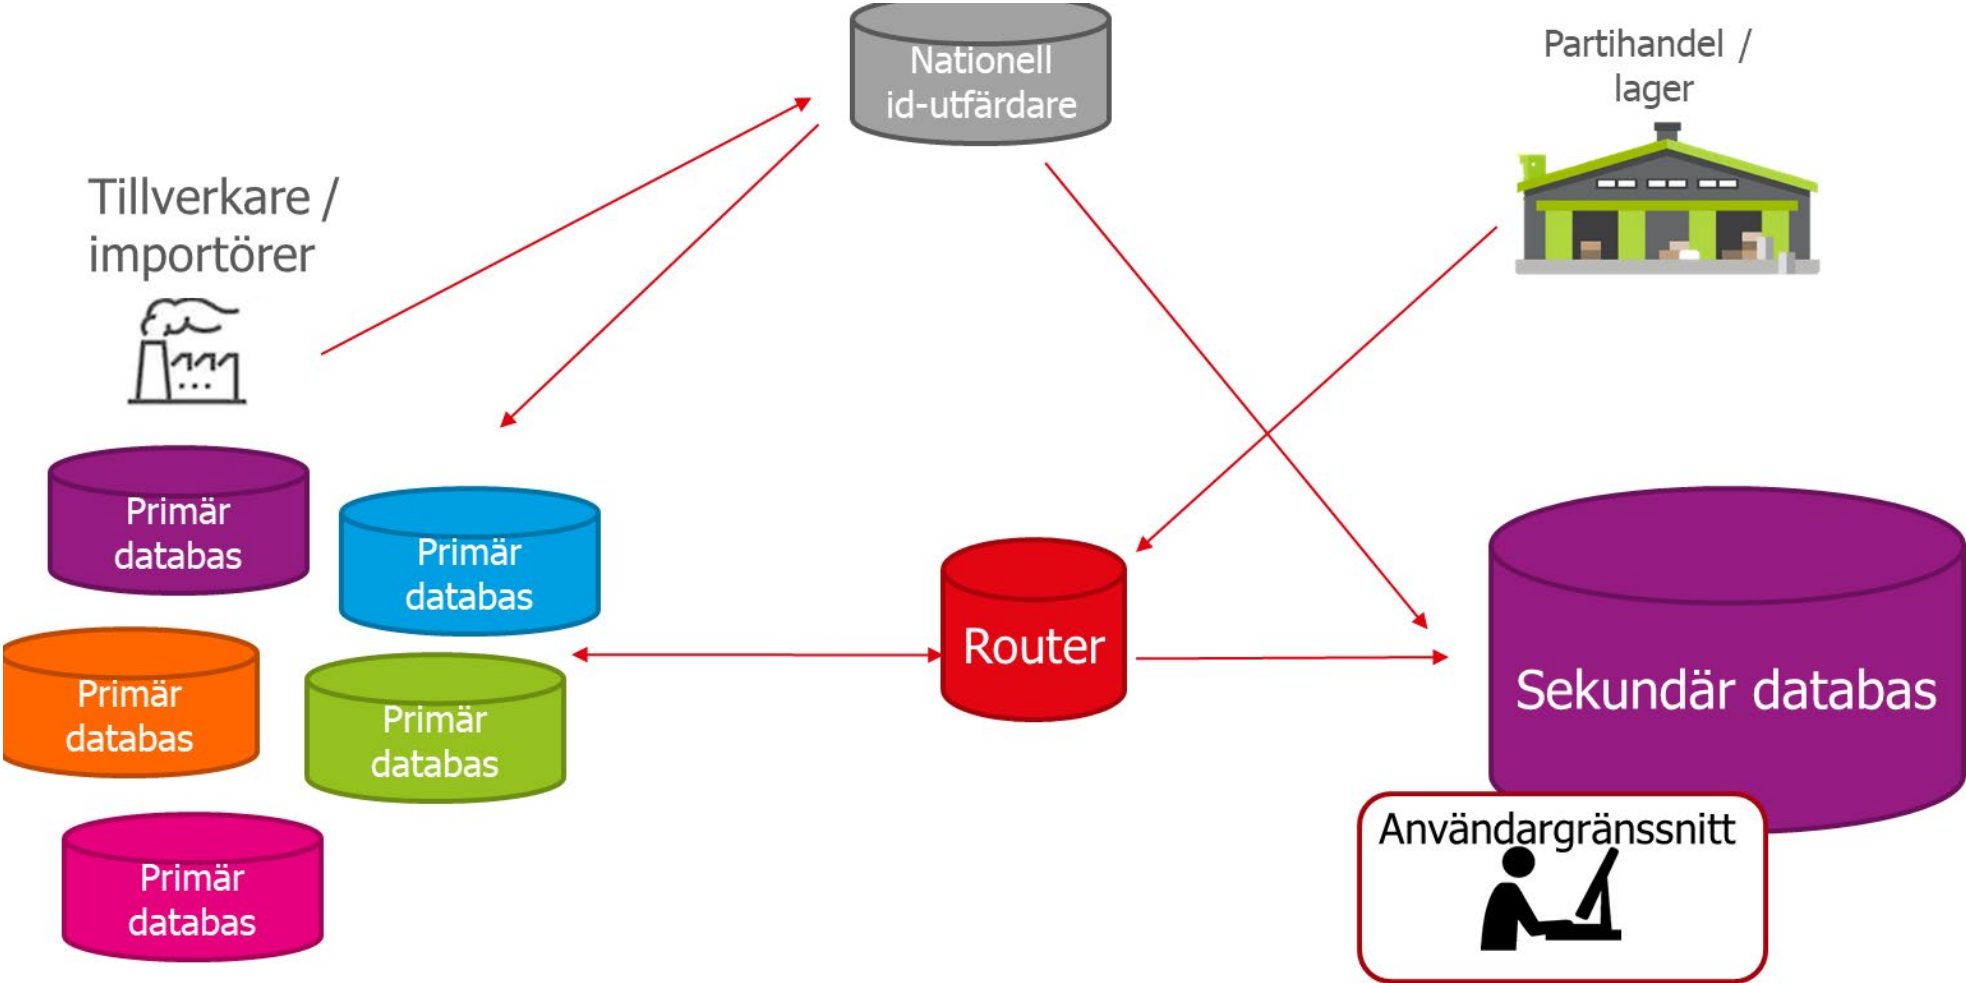 Nationell
id-utfärdare
Partihandel /
lager
Tillverkare /
importörer
Primär
databas
Primär
databas
Primär
databas
Primär
databas
Primär
databas
Router
Sekundär databas
Användargränssnitt